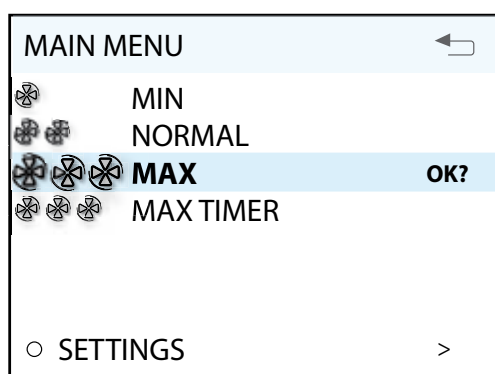 MAIN MENU
MIN
NORMAL
MAX OK?
MAX TIMER
SETTINGS >